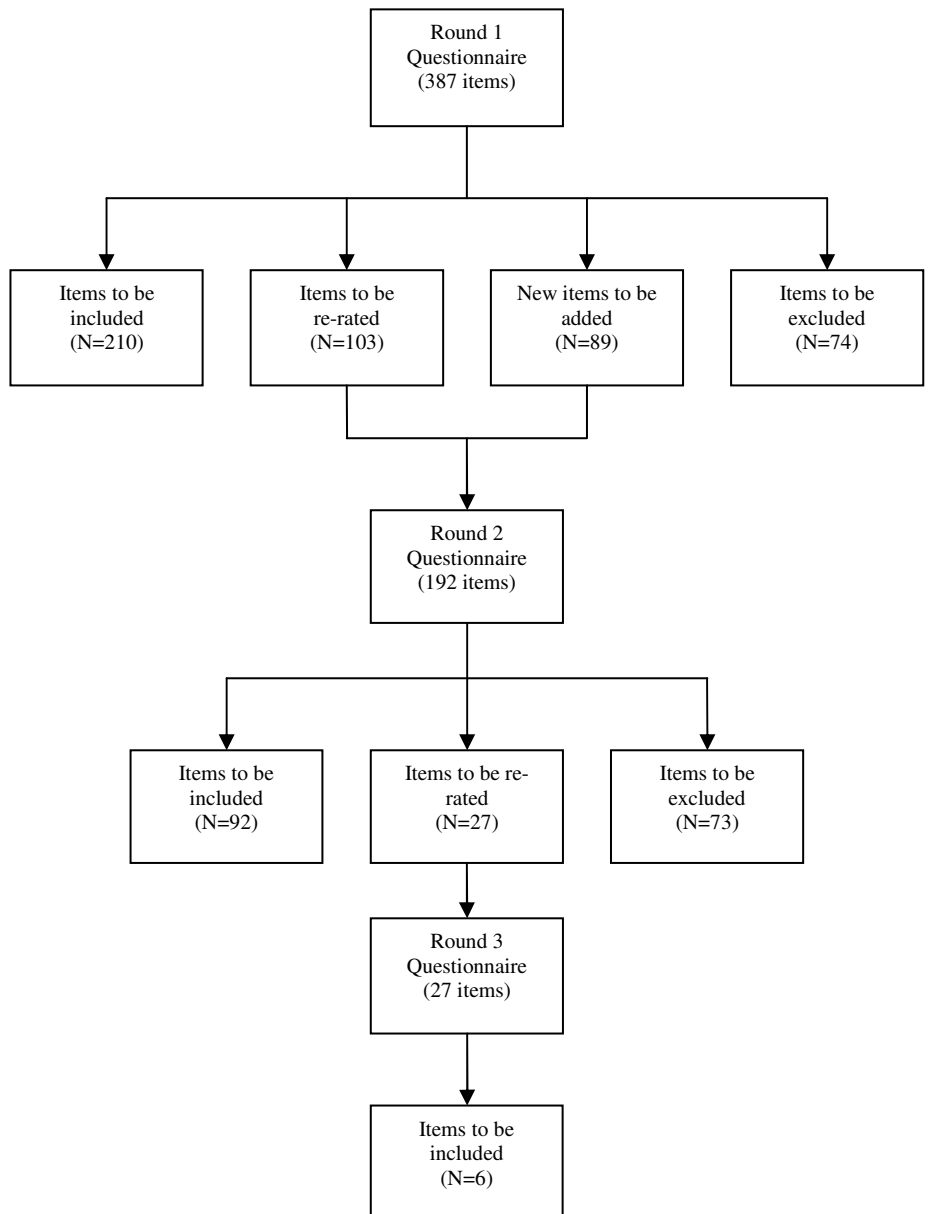 Round 1
Questionnaire
(387 items)
Items to be
included
(N=210)
Items to be
re-rated
(N=103)
New items to be
added
(N=89)
Items to be
excluded
(N=74)
Round 2
Questionnaire
(192 items)
Items to be
included
(N=92)
Items to be re-
rated
(N=27)
Items to be
excluded
(N=73)
Round 3
Questionnaire
(27 items)
Items to be
included
(N=6)